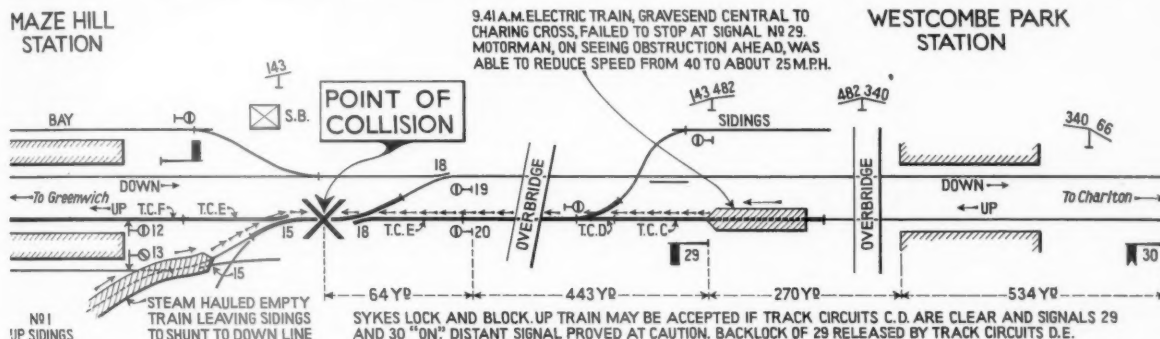 MAZE HILL
STATION
9.41 A.M. ELECTRIC TRAIN, GRAVESEND CENTRAL TO
CHARING CROSS, FAILED TO STOP AT SIGNAL Nº 29.
MOTORMAN, ON SEEING OBSTRUCTION AHEAD, WAS
ABLE TO REDUCE SPEED FROM 40 TO ABOUT 25 M.P.H.
WESTCOMBE PARK
STATION
143
S.B.
POINT OF
COLLISION
143 482
482 340
340 66
BAY
SIDINGS
18
19
DOWN
To Greenwich
DOWN
To Charlton
UP
T.C.F
T.C.E
UP
12
13
15
15
18
T.C.E
20
OVERBRIDGE
T.C.D
T.C.C
OVERBRIDGE
29
30
64 YD
443 YD
270 YD
534 YD
Nº1
UP SIDINGS
STEAM HAULED EMPTY
TRAIN LEAVING SIDINGS
TO SHUNT TO DOWN LINE
SYKES LOCK AND BLOCK. UP TRAIN MAY BE ACCEPTED IF TRACK CIRCUITS C.D. ARE CLEAR AND SIGNALS 29
AND 30 "ON". DISTANT SIGNAL PROVED AT CAUTION. BACKLOCK OF 29 RELEASED BY TRACK CIRCUITS D.E.